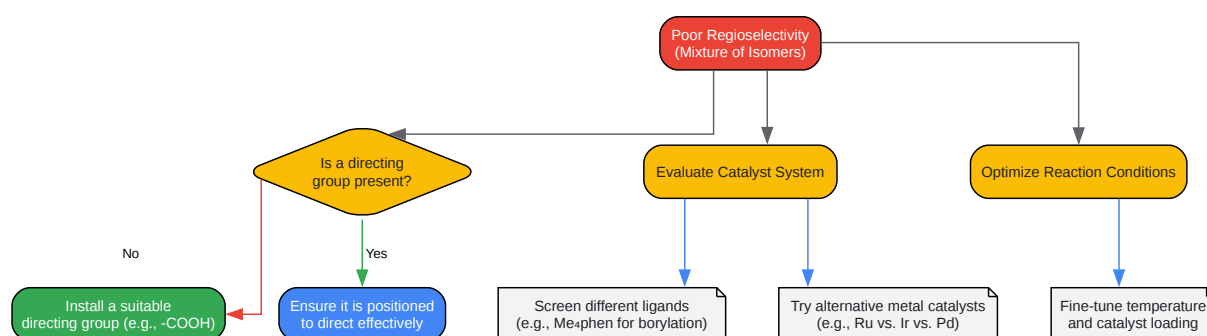 Poor Regioselectivity
(Mixture of Isomers)
Is a directing
group present?
Evaluate Catalyst System
Optimize Reaction Conditions
No
Yes
Install a suitable
directing group (e.g., -COOH)
Ensure it is positioned
to direct effectively
Screen different ligands
(e.g., Me₄phen for borylation)
Try alternative metal catalysts
(e.g., Ru vs. Ir vs. Pd)
Fine-tune temperature
and catalyst loading